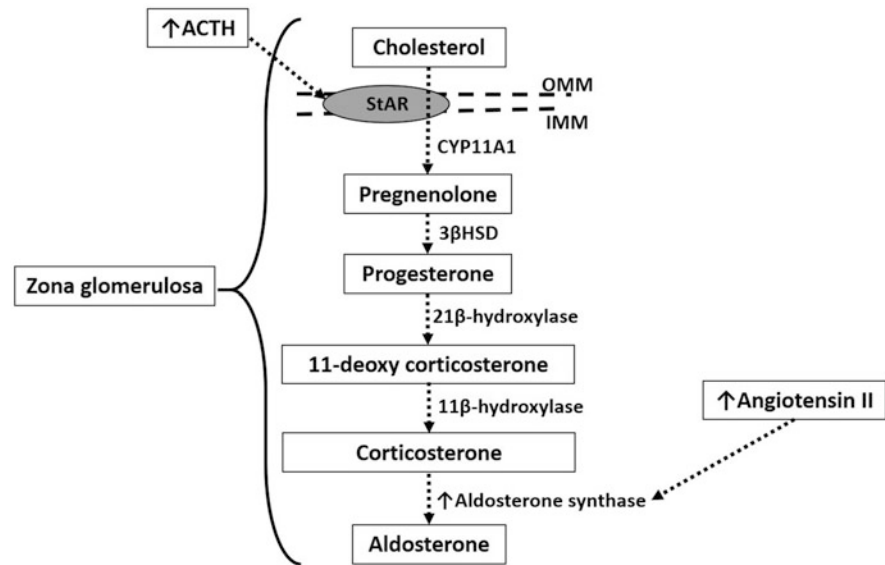 ↑ACTH
Cholesterol
OMM
StAR
IMM
CYP11A1
Pregnenolone
3βHSD
Zona glomerulosa
Progesterone
21β-hydroxylase
11-deoxy corticosterone
11β-hydroxylase
↑Angiotensin II
Corticosterone
↑Aldosterone synthase
Aldosterone